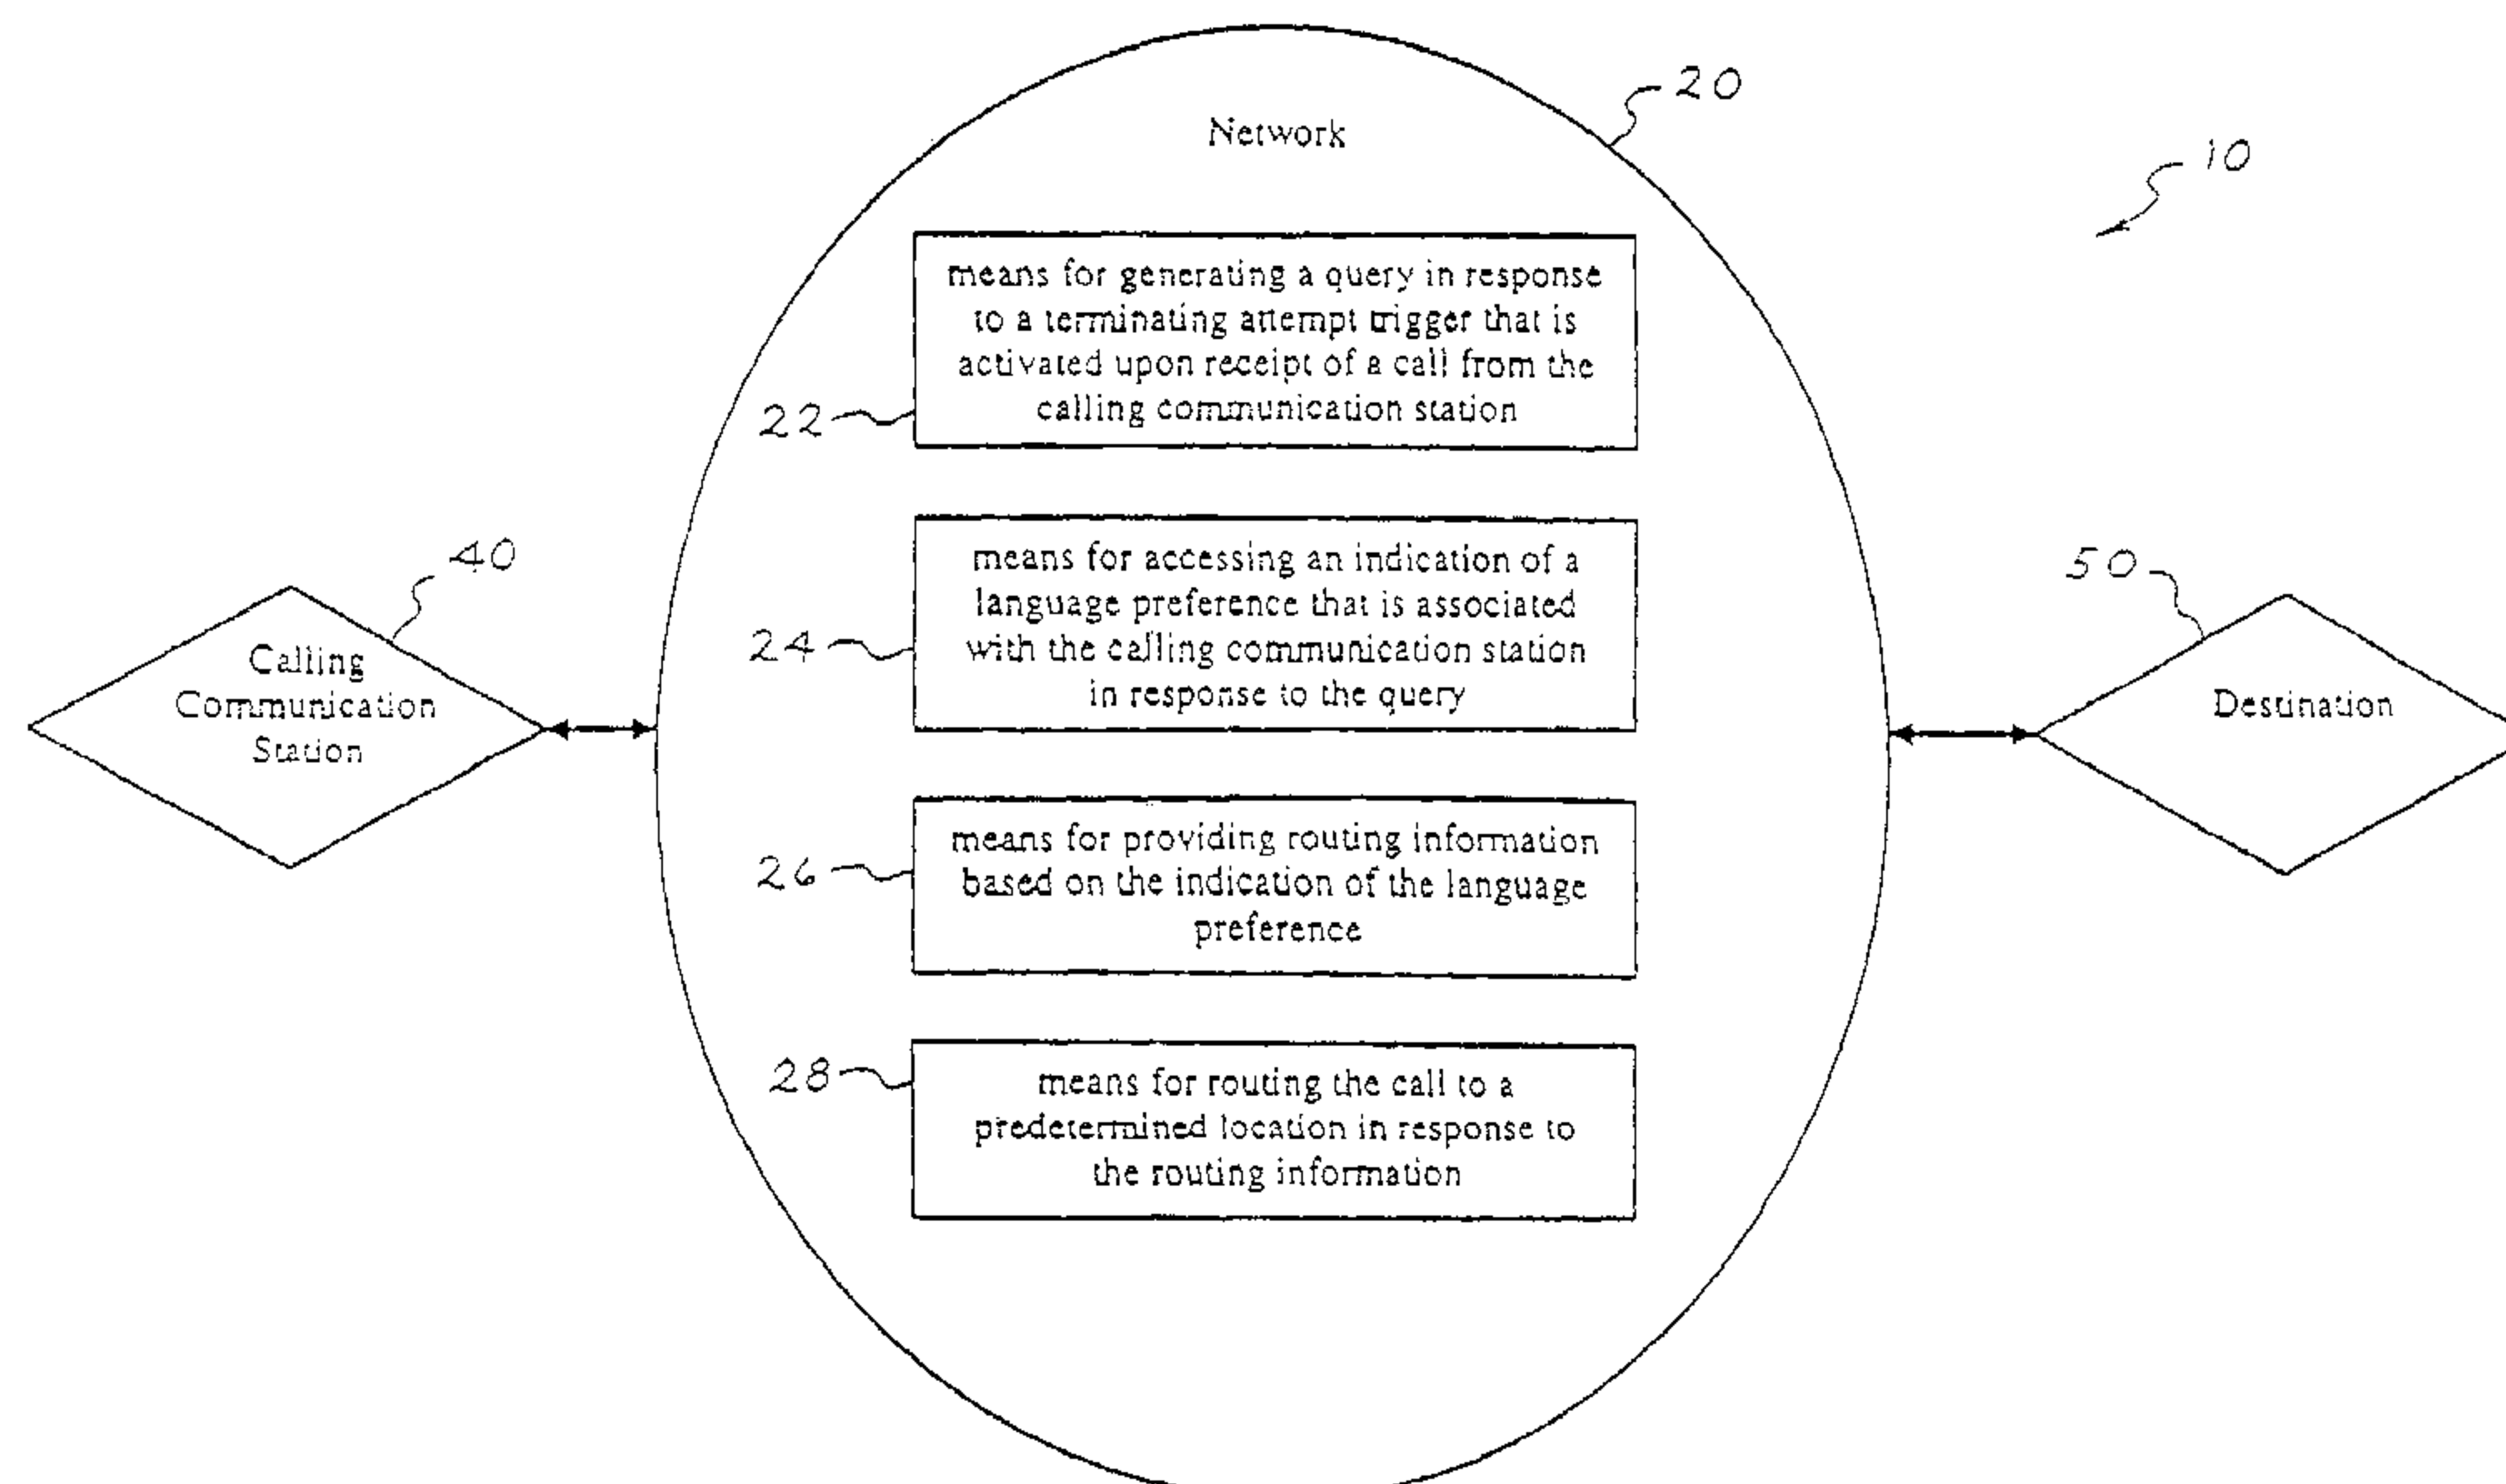 20
Network
10
means for generating a query in response
to a terminating attempt trigger that is
activated upon receipt of a call from the
calling communication station
22
means for accessing an indication of a
language preference that is associated
with the calling communication station
in response to the query
24
40
Calling
Communication
Station
50
Destination
means for providing routing information
based on the indication of the language
preference
26
means for routing the call to a
predetermined location in response to
the routing information
28